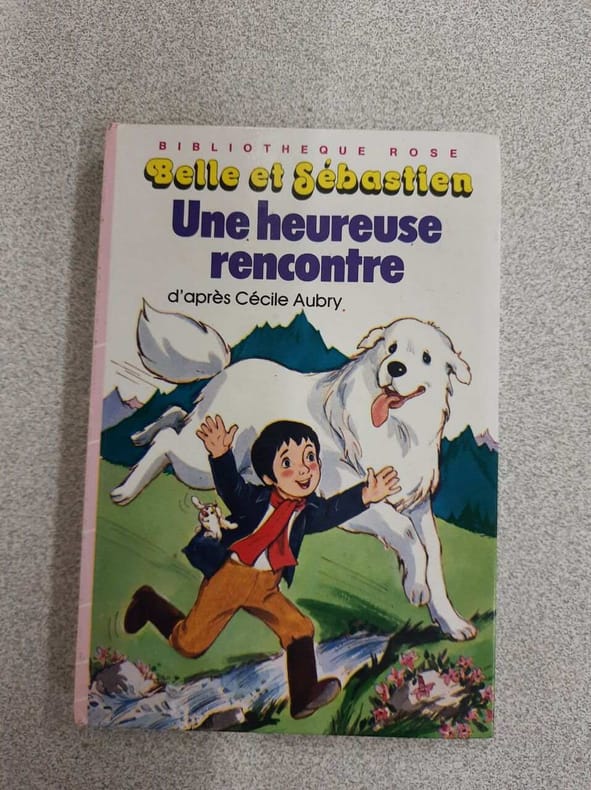 BIBLIOTHEQUE ROSE
Belle et Sébastien
Une heureuse
rencontre
d'après Cécile Aubry